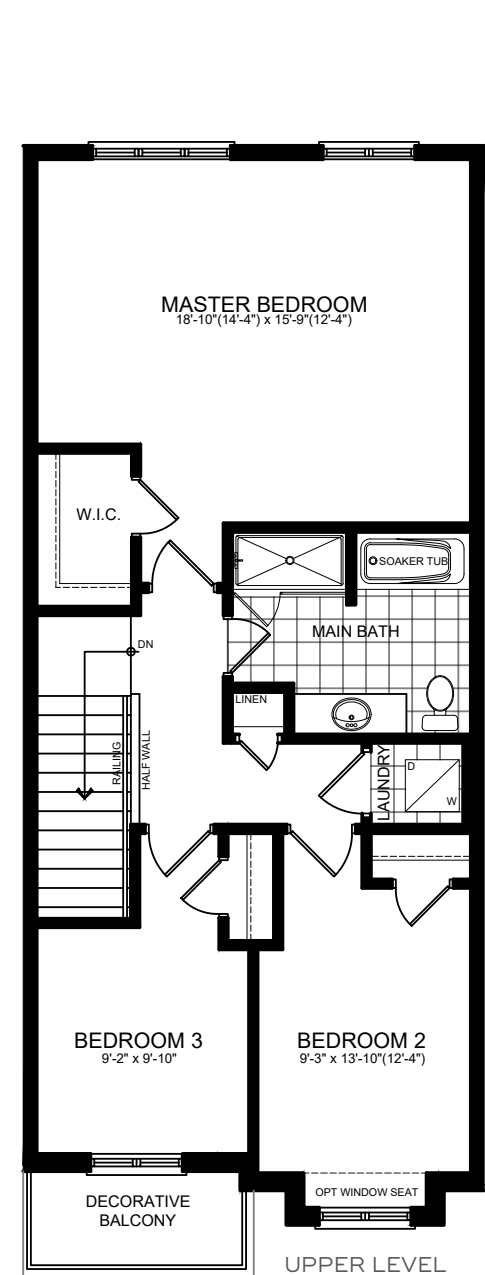 MASTER BEDROOM
18'-10"(14'-4") x 15'-9"(12'-4")
W.I.C.
SOAKER TUB
MAIN BATH
DN
LINEN
RAILING
HALF WALL
LAUNDRY
D
W
BEDROOM 3
9'-2" x 9'-10"
BEDROOM 2
9'-3" x 13'-10"(12'-4")
OPT WINDOW SEAT
DECORATIVE
BALCONY
UPPER LEVEL